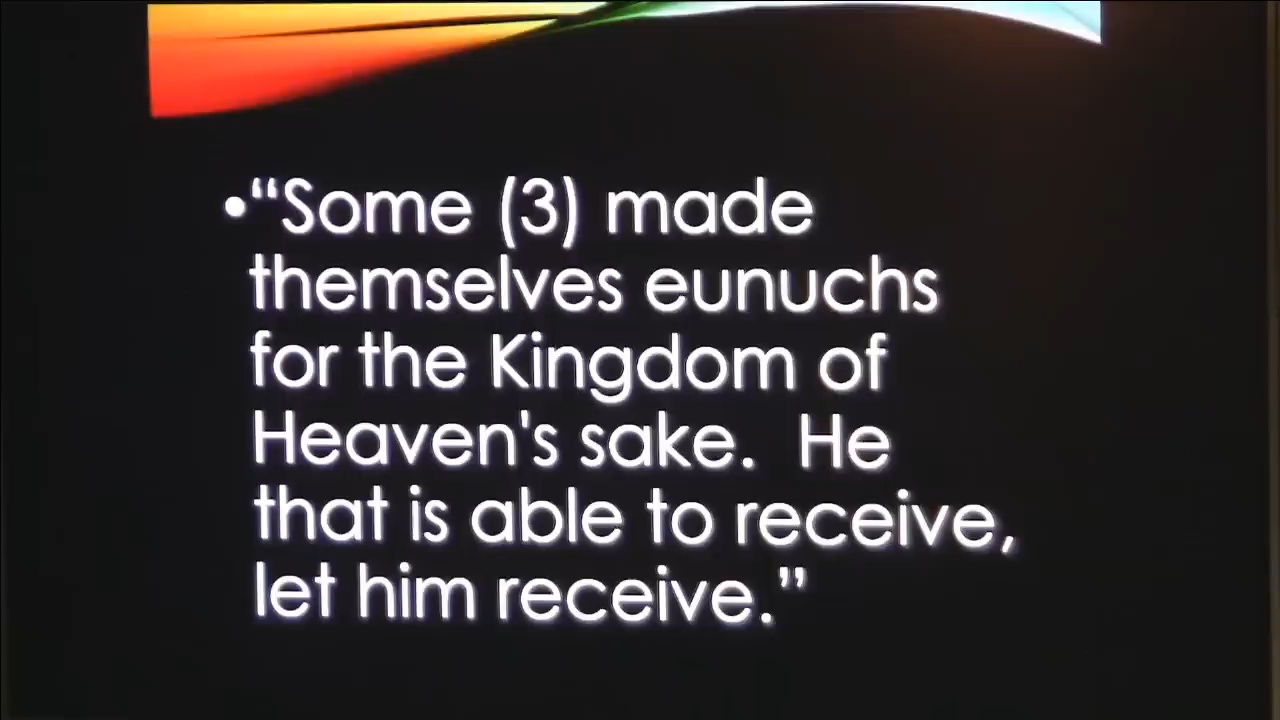 •“Some (3) made
themselves eunuchs
for the Kingdom of
Heaven's sake.  He
that is able to receive,
let him receive.”